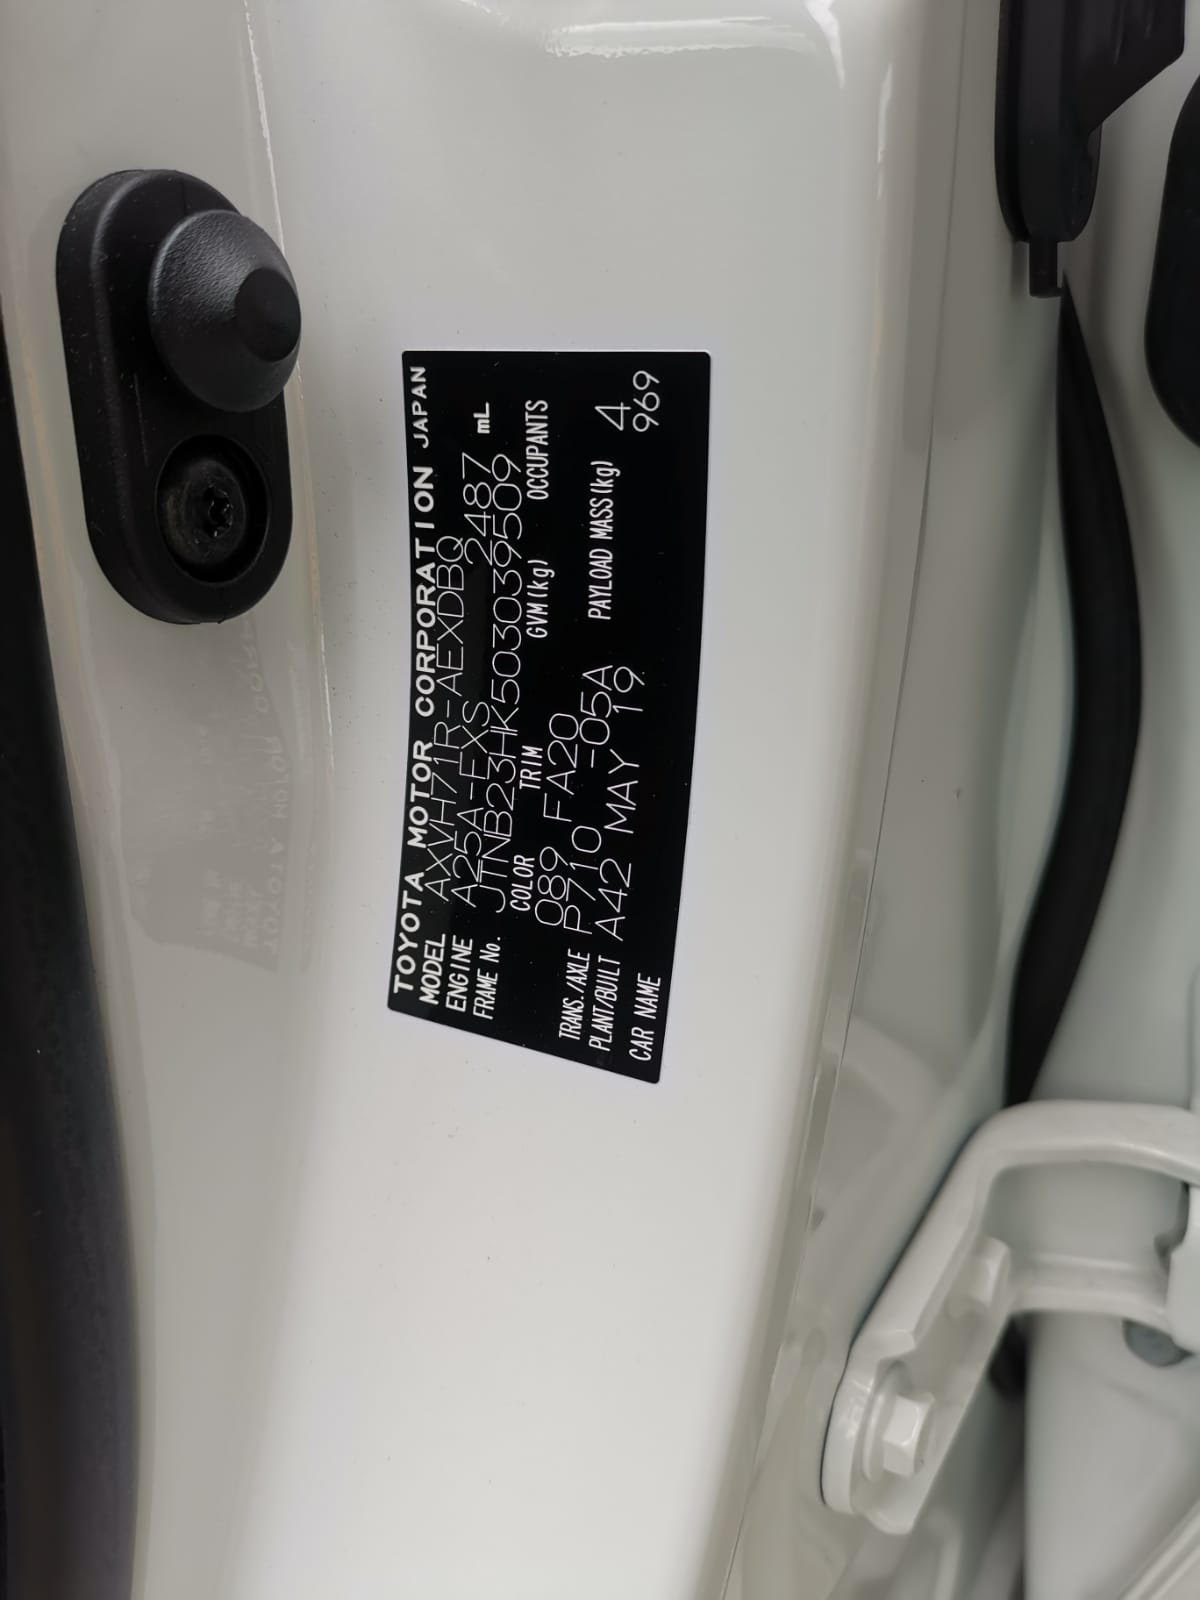 TOYOTA MOTOR CORPORATION JAPAN
MODEL AXVH71R-AEXDBQ
ENGINE A25A-FXS 2487 mL
FRAME No. JTNB23HK503039509
COLOR TRIM GVM(kg) OCCUPANTS
089 FA20
TRANS./AXLE P710 -05A PAYLOAD MASS(kg) 4
PLANT/BUILT A42 MAY 19 969
CAR NAME